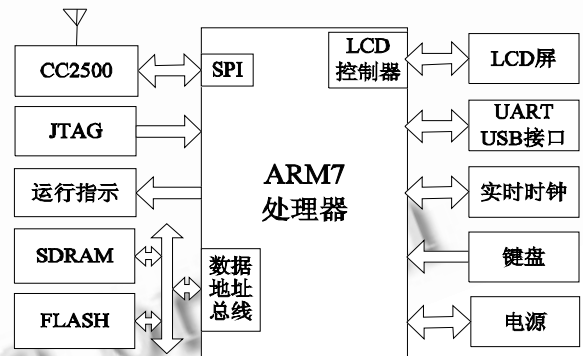 CC2500
SPI
JTAG
运行指示
SDRAM
FLASH
数据
地址
总线
ARM7
处理器
LCD
控制器
LCD屏
UART
USB接口
实时时钟
键盘
电源